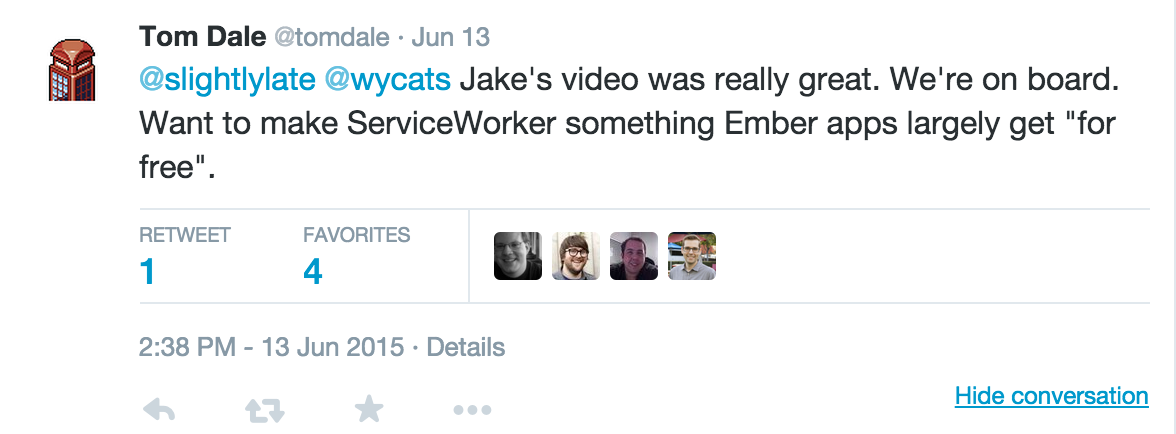 Tom Dale @tomdale · Jun 13
@slightlylate @wycats Jake's video was really great. We're on board.
Want to make ServiceWorker something Ember apps largely get "for
free".
RETWEET FAVORITES
1 4
2:38 PM - 13 Jun 2015 · Details
Hide conversation